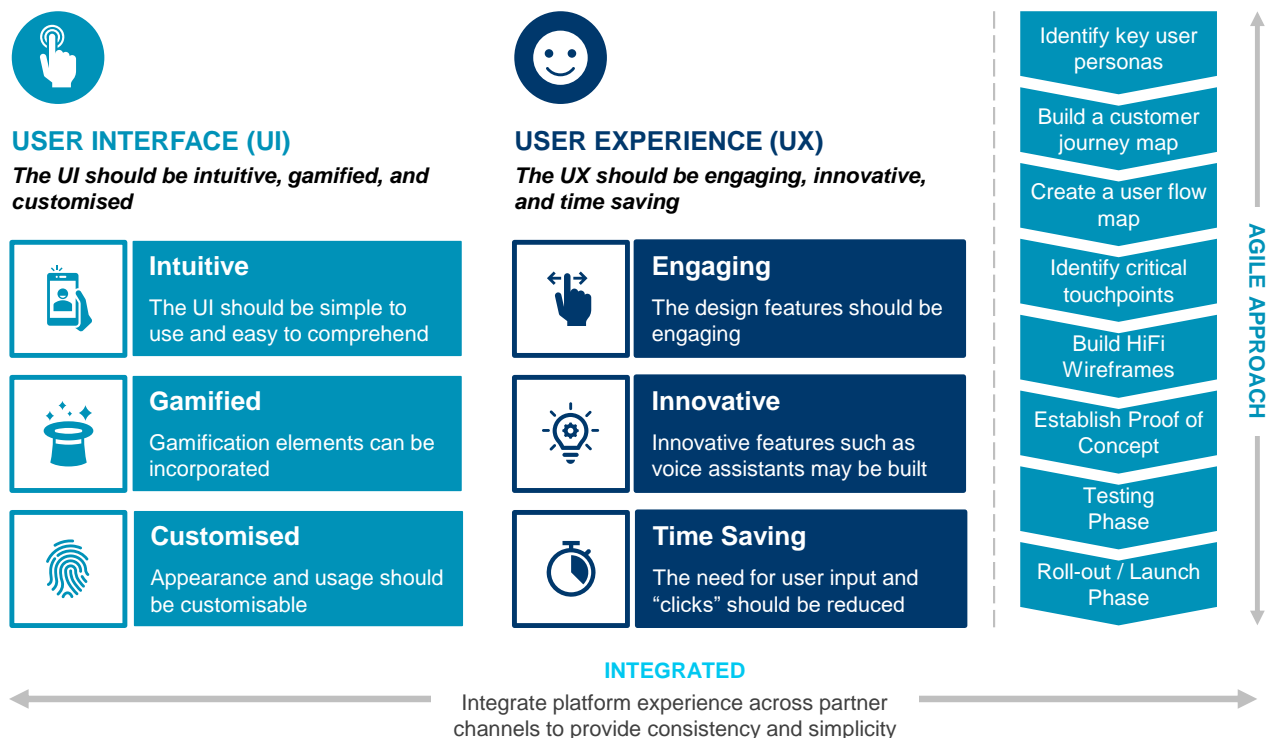 USER INTERFACE (UI)
The UI should be intuitive, gamified, and
customised
Intuitive
The UI should be simple to
use and easy to comprehend
Gamified
Gamification elements can be
incorporated
Customised
Appearance and usage should
be customisable
USER EXPERIENCE (UX)
The UX should be engaging, innovative,
and time saving
Engaging
The design features should be
engaging
Innovative
Innovative features such as
voice assistants may be built
Time Saving
The need for user input and
“clicks” should be reduced
Identify key user
personas
Build a customer
journey map
Create a user flow
map
Identify critical
touchpoints
Build HiFi
Wireframes
Establish Proof of
Concept
Testing
Phase
Roll-out / Launch
Phase
AGILE APPROACH
INTEGRATED
Integrate platform experience across partner
channels to provide consistency and simplicity